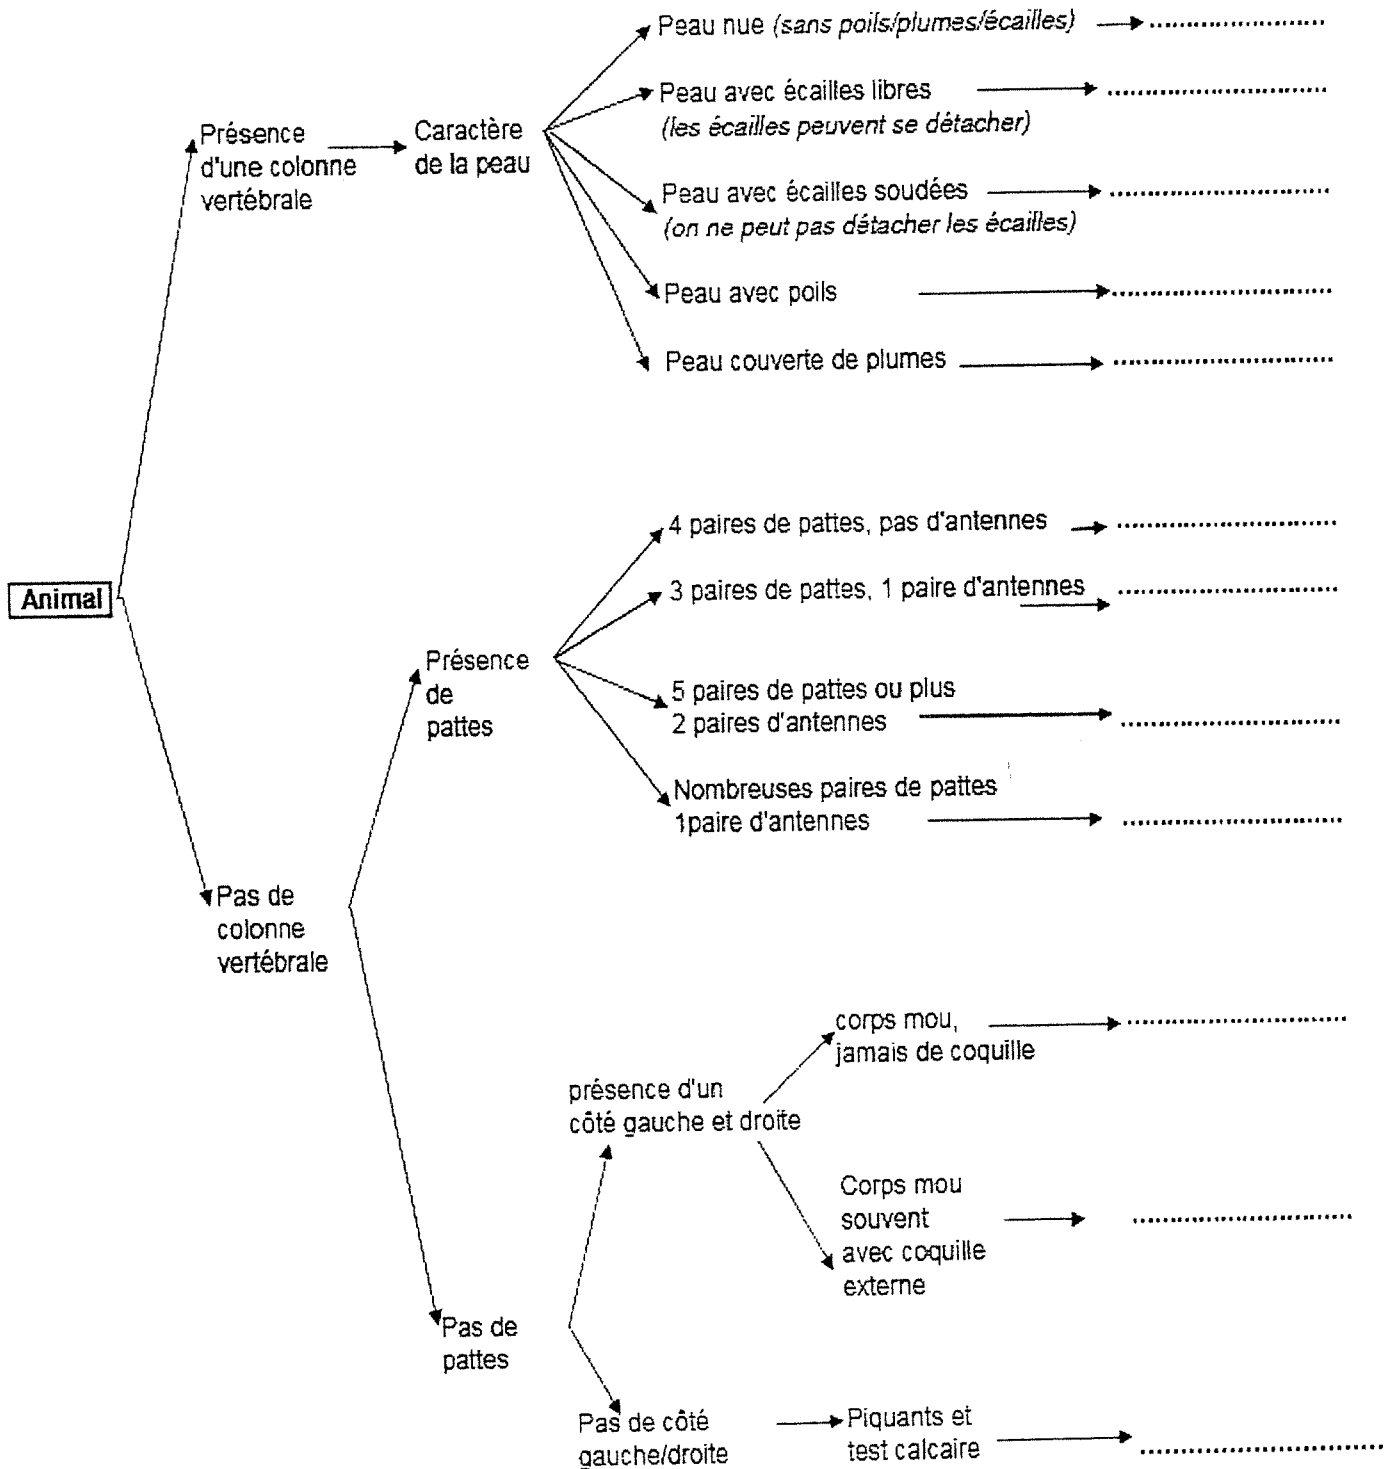 Peau nue (sans poils/plumes/écailles) ....................
Peau avec écailles libres ....................
(les écailles peuvent se détacher)
Présence
d'une colonne
vertébrale
Caractère
de la peau
Peau avec écailles soudées ....................
(on ne peut pas détacher les écailles)
Peau avec poils ....................
Peau couverte de plumes ....................
Animal
4 paires de pattes, pas d'antennes ....................
3 paires de pattes, 1 paire d'antennes ....................
Présence
de
pattes
5 paires de pattes ou plus
2 paires d'antennes ....................
Nombreuses paires de pattes
1paire d'antennes ....................
Pas de
colonne
vertébrale
corps mou, ....................
jamais de coquille
présence d'un
côté gauche et droite
Corps mou
souvent ....................
avec coquille
externe
Pas de
pattes
Pas de côté
gauche/droite
Piquants et
test calcaire ....................